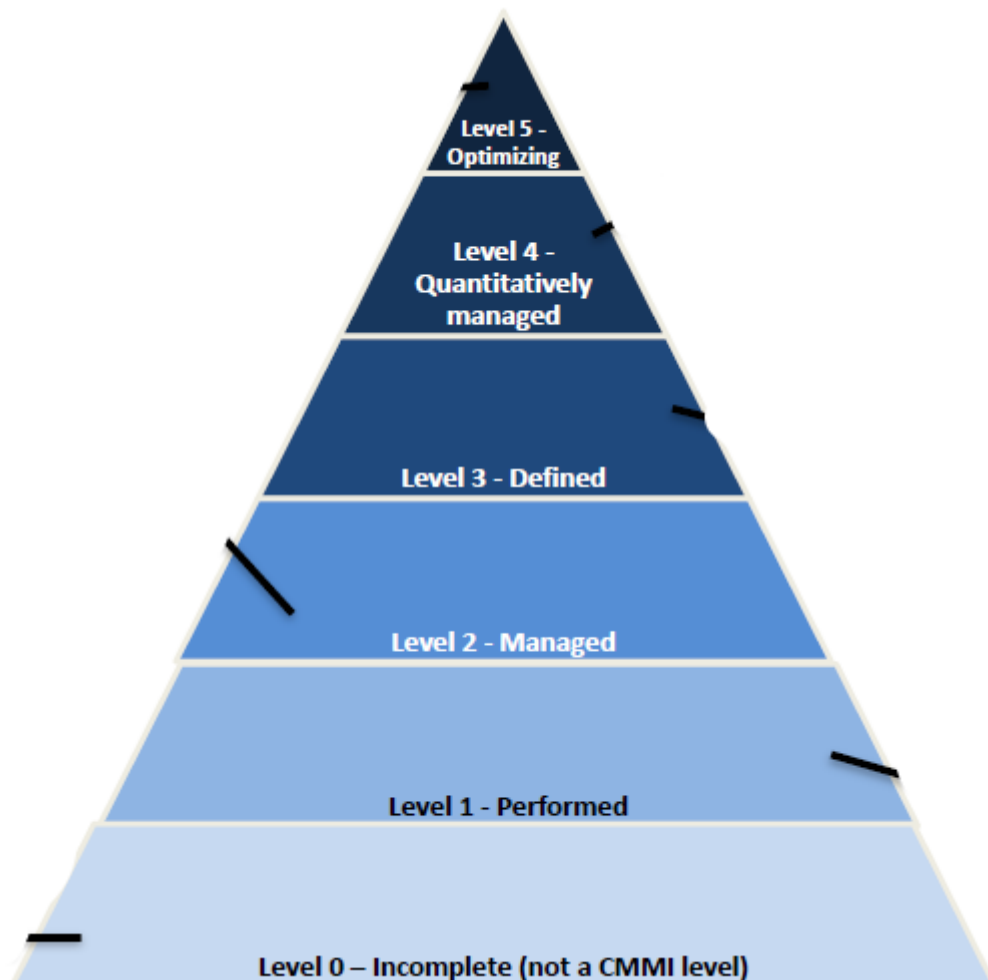 Level 5 -
Optimizing
Level 4 -
Quantitatively
managed
Level 3 - Defined
Level 2 - Managed
Level 1 - Performed
Level 0 – Incomplete (not a CMMI level)